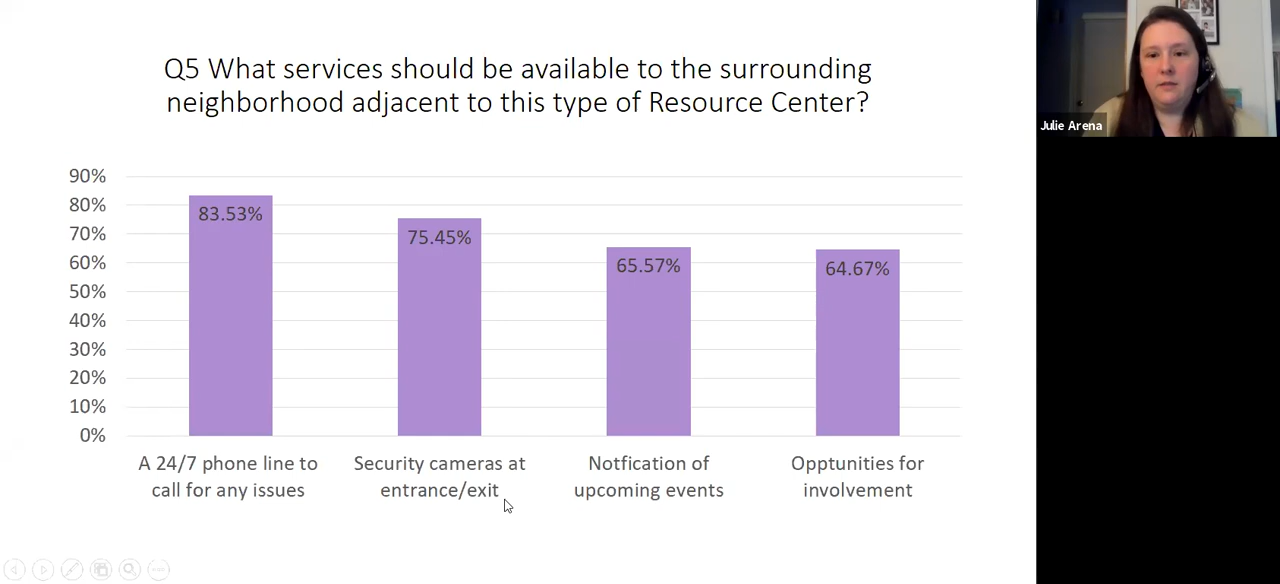 Q5 What services should be available to the surrounding
neighborhood adjacent to this type of Resource Center?
Julie Arena
90%
80%
70%
60%
50%
40%
30%
20%
10%
0%
83.53%
75.45%
65.57%
64.67%
A 24/7 phone line to
call for any issues
Security cameras at
entrance/exit
Notfication of
upcoming events
Opptunities for
involvement